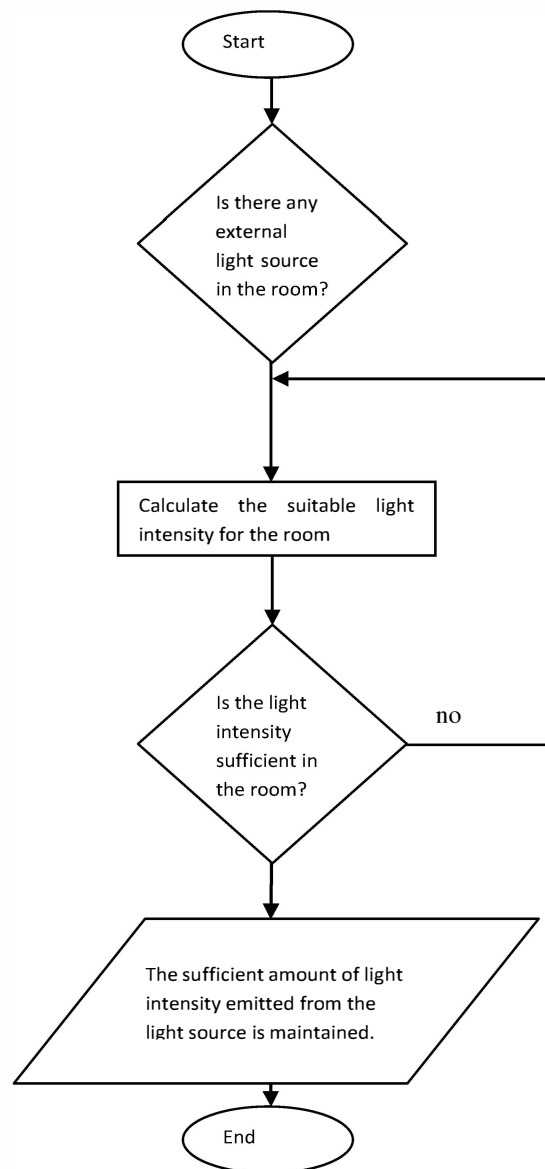 Start
Is there any
external
light source
in the room?
Calculate the suitable light
intensity for the room
Is the light
intensity
sufficient in
the room?
no
The sufficient amount of light
intensity emitted from the
light source is maintained.
End